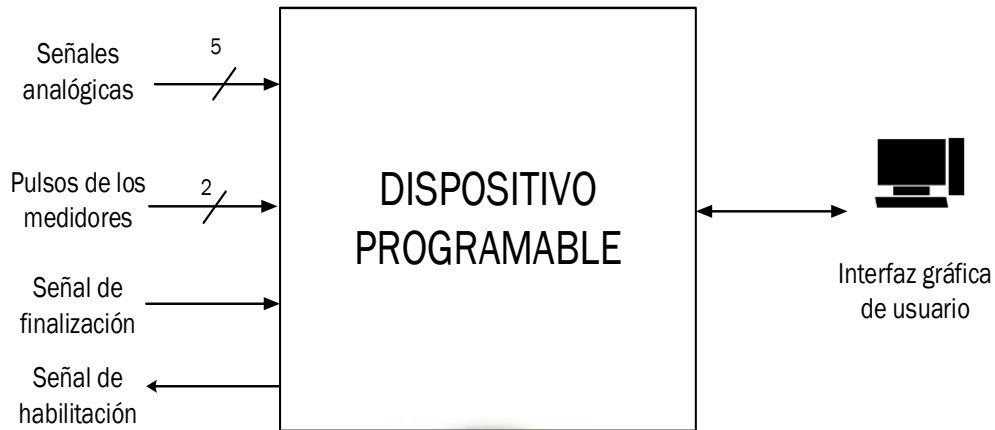 Señales
analógicas
5
Pulsos de los
medidores
2
Señal de
finalización
Señal de
habilitación
DISPOSITIVO
PROGRAMABLE
Interfaz gráfica
de usuario